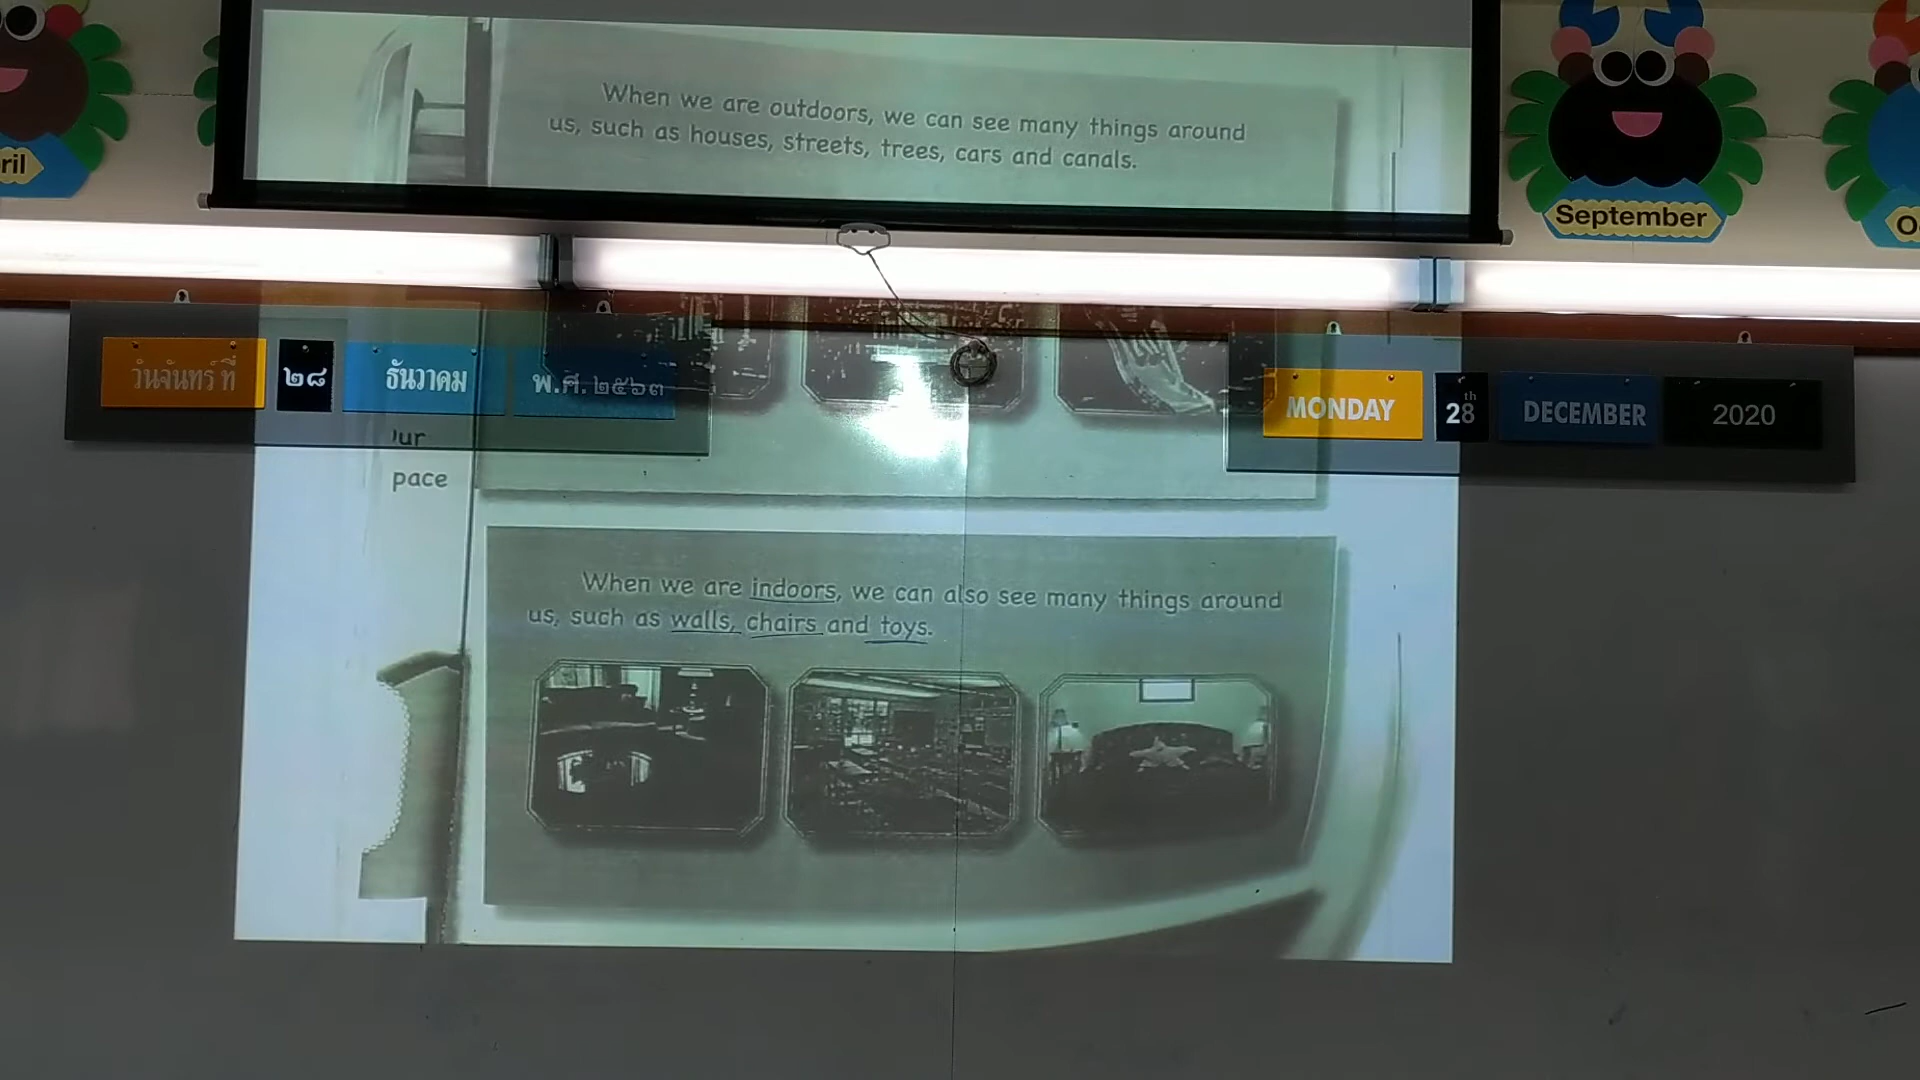 When we are outdoors, we can see many things around
us, such as houses, streets, trees, cars and canals.
ril
September
O
วันจันทร์ ที่ ๒๘ ธันวาคม พ.ศ. ๒๕๖๓
MONDAY 28th DECEMBER 2020
ur
pace
When we are indoors, we can also see many things around
us, such as walls, chairs and toys.